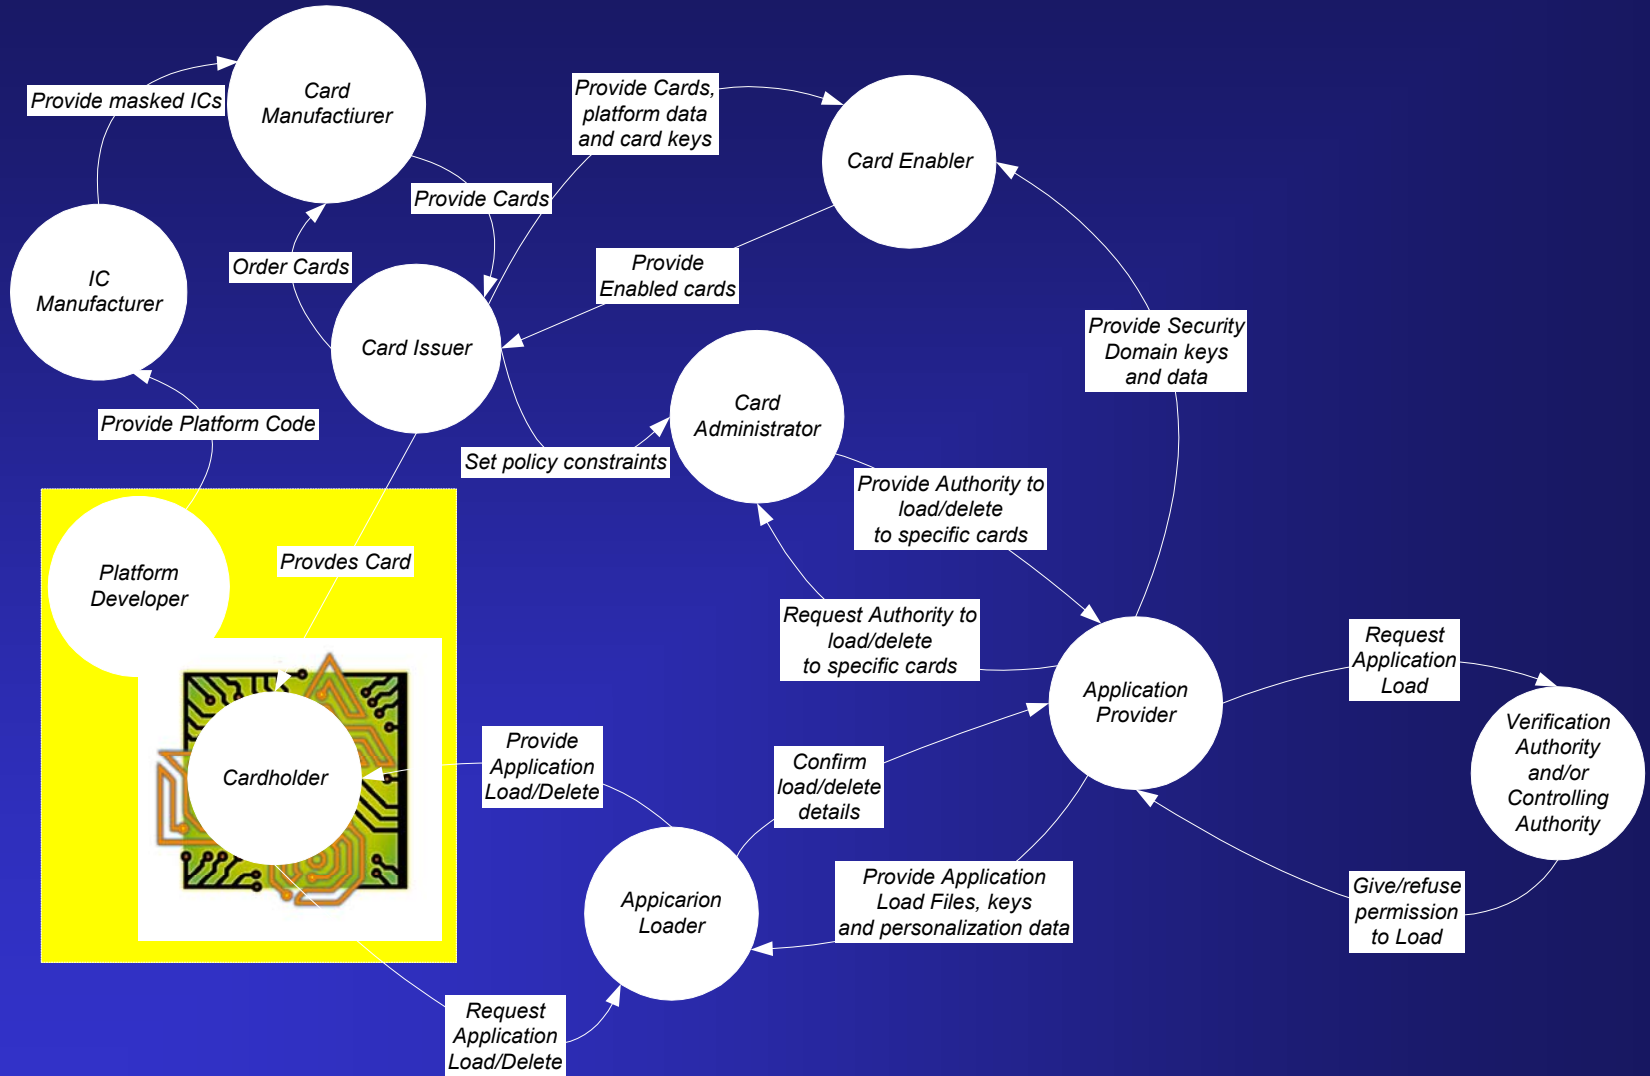 Card
Manufactiurer
Provide masked ICs
Provide Cards,
platform data
and card keys
Card Enabler
Provide Cards
Order Cards
IC
Manufacturer
Provide
Enabled cards
Card Issuer
Provide Security
Domain keys
and data
Card
Administrator
Provide Platform Code
Set policy constraints
Provide Authority to
load/delete
to specific cards
Provdes Card
Platform
Developer
Request Authority to
load/delete
to specific cards
Request
Application
Load
Application
Provider
Verification
Authority
and/or
Controlling
Authority
Cardholder
Provide
Application
Load/Delete
Confirm
load/delete
details
Appicarion
Loader
Provide Application
Load Files, keys
and personalization data
Give/refuse
permission
to Load
Request
Application
Load/Delete